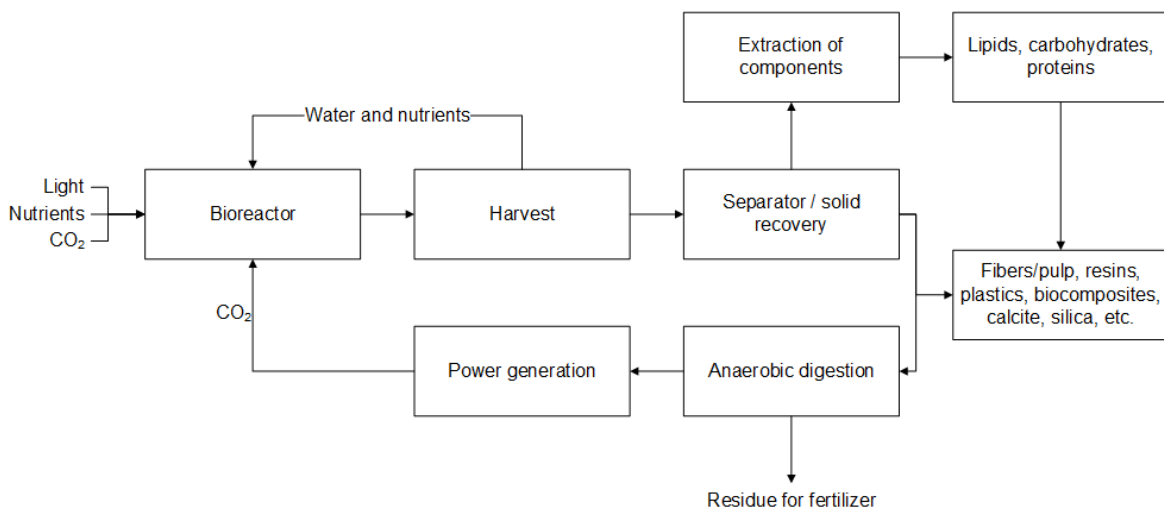 Extraction of
components
Lipids, carbohydrates,
proteins
Water and nutrients
Light
Nutrients
CO₂
Bioreactor
Harvest
Separator / solid
recovery
Fibers/pulp, resins,
plastics, biocomposites,
calcite, silica, etc.
CO₂
Power generation
Anaerobic digestion
Residue for fertilizer